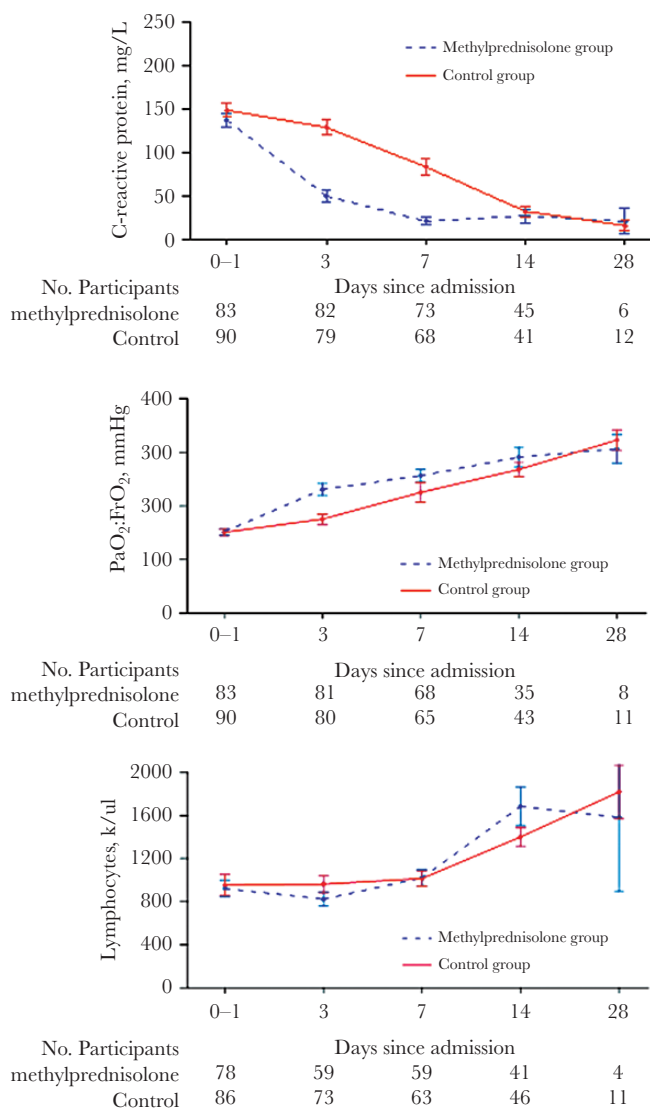 250
200
150
100
50
0
C-reactive protein, mg/L
Methylprednisolone group
Control group
0–1 3 7 14 28
No. Participants Days since admission
methylprednisolone 83 82 73 45 6
Control 90 79 68 41 12
400
300
300
100
0
PaO₂:FrO₂, mmHg
Methylprednisolone group
Control group
0–1 3 7 14 28
No. Participants Days since admission
methylprednisolone 83 81 68 35 8
Control 90 80 65 43 11
2000
1600
1200
800
400
0
Lymphocytes, k/ul
Methylprednisolone group
Control group
0–1 3 7 14 28
No. Participants Days since admission
methylprednisolone 78 59 59 41 4
Control 86 73 63 46 11